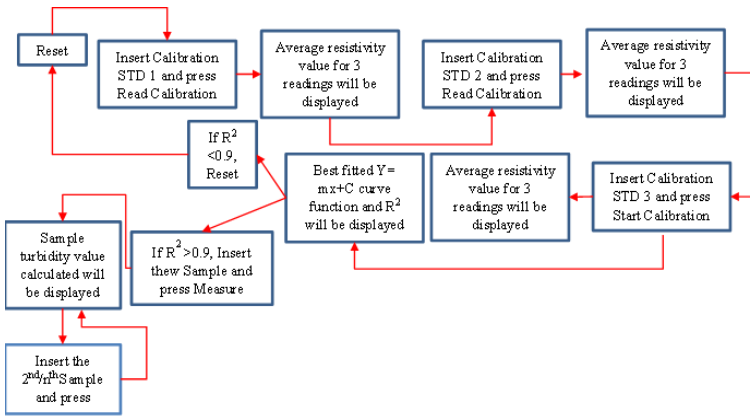 Reset
Insert Calibration
STD 1 and press
Read Calibration
Average resistivity
value for 3
readings will be
displayed
Insert Calibration
STD 2 and press
Read Calibration
Average resistivity
value for 3
readings will be
displayed
Insert Calibration
STD 3 and press
Start Calibration
Average resistivity
value for 3
readings will be
displayed
Best fitted Y=
mx+C curve
function and R²
will be displayed
If R²
<0.9,
Reset
If R²>0.9, Insert
thew Sample and
press Measure
Sample
turbidity value
calculated will
be displayed
Insert the
2ⁿᵈ/nᵗʰSample
and press